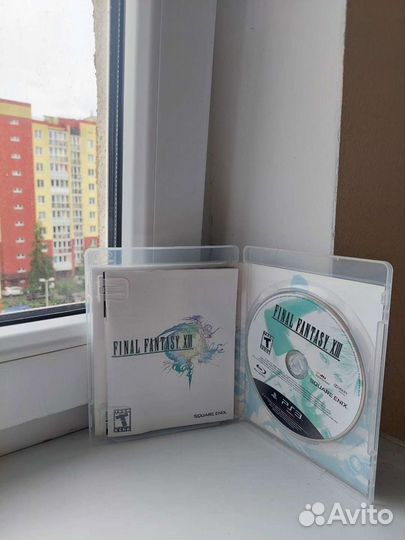 FINAL FANTASY XIII
T
SQUARE ENIX
FINAL FANTASY XIII
T
SQUARE ENIX
PS3
Avito